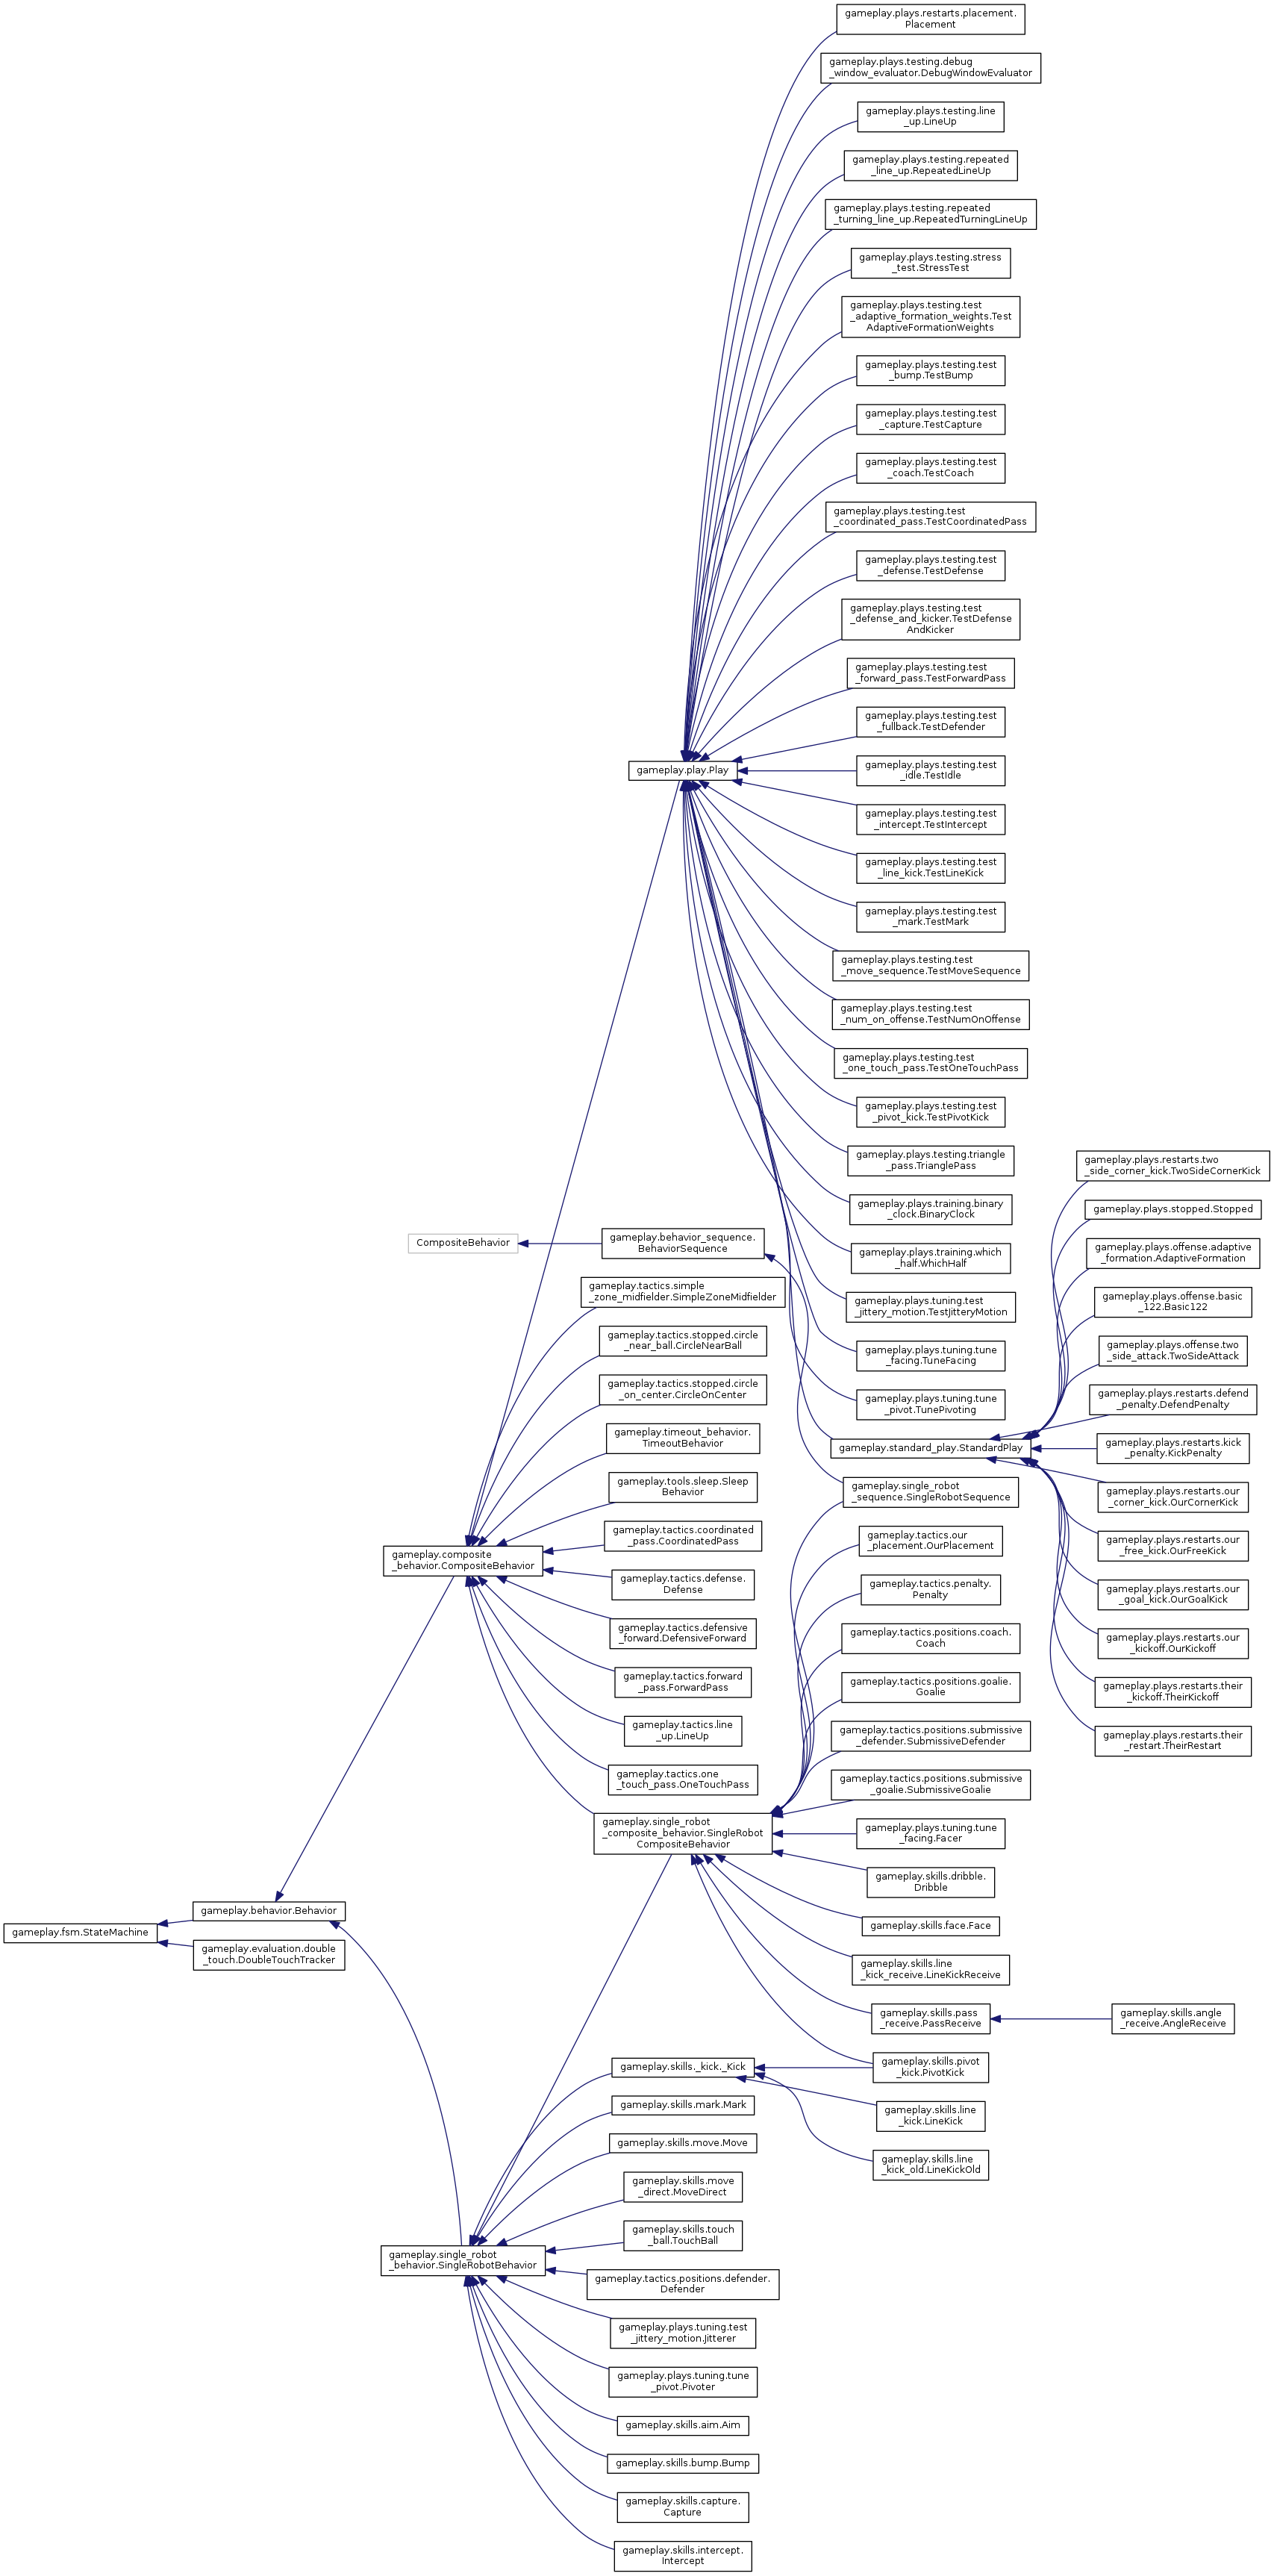 gameplay.plays.restarts.placement.
Placement
gameplay.plays.testing.debug
_window_evaluator.DebugWindowEvaluator
gameplay.plays.testing.line
_up.LineUp
gameplay.plays.testing.repeated
_line_up.RepeatedLineUp
gameplay.plays.testing.repeated
_turning_line_up.RepeatedTurningLineUp
gameplay.plays.testing.stress
_test.StressTest
gameplay.plays.testing.test
_adaptive_formation_weights.Test
AdaptiveFormationWeights
gameplay.plays.testing.test
_bump.TestBump
gameplay.plays.testing.test
_capture.TestCapture
gameplay.plays.testing.test
_coach.TestCoach
gameplay.plays.testing.test
_coordinated_pass.TestCoordinatedPass
gameplay.plays.testing.test
_defense.TestDefense
gameplay.plays.testing.test
_defense_and_kicker.TestDefense
AndKicker
gameplay.plays.testing.test
_forward_pass.TestForwardPass
gameplay.plays.testing.test
_fullback.TestDefender
gameplay.play.Play
gameplay.plays.testing.test
_idle.TestIdle
gameplay.plays.testing.test
_intercept.TestIntercept
gameplay.plays.testing.test
_line_kick.TestLineKick
gameplay.plays.testing.test
_mark.TestMark
gameplay.plays.testing.test
_move_sequence.TestMoveSequence
gameplay.plays.testing.test
_num_on_offense.TestNumOnOffense
gameplay.plays.testing.test
_one_touch_pass.TestOneTouchPass
gameplay.plays.testing.test
_pivot_kick.TestPivotKick
gameplay.plays.testing.triangle
_pass.TrianglePass
gameplay.plays.restarts.two
_side_corner_kick.TwoSideCornerKick
gameplay.plays.training.binary
_clock.BinaryClock
gameplay.plays.stopped.Stopped
CompositeBehavior
gameplay.behavior_sequence.
BehaviorSequence
gameplay.plays.training.which
_half.WhichHalf
gameplay.plays.offense.adaptive
_formation.AdaptiveFormation
gameplay.tactics.simple
_zone_midfielder.SimpleZoneMidfielder
gameplay.plays.tuning.test
_jittery_motion.TestJitteryMotion
gameplay.plays.offense.basic
_122.Basic122
gameplay.tactics.stopped.circle
_near_ball.CircleNearBall
gameplay.plays.tuning.tune
_facing.TuneFacing
gameplay.plays.offense.two
_side_attack.TwoSideAttack
gameplay.tactics.stopped.circle
_on_center.CircleOnCenter
gameplay.plays.tuning.tune
_pivot.TunePivoting
gameplay.plays.restarts.defend
_penalty.DefendPenalty
gameplay.timeout_behavior.
TimeoutBehavior
gameplay.standard_play.StandardPlay
gameplay.plays.restarts.kick
_penalty.KickPenalty
gameplay.tools.sleep.Sleep
Behavior
gameplay.single_robot
_sequence.SingleRobotSequence
gameplay.plays.restarts.our
_corner_kick.OurCornerKick
gameplay.tactics.coordinated
_pass.CoordinatedPass
gameplay.tactics.our
_placement.OurPlacement
gameplay.plays.restarts.our
_free_kick.OurFreeKick
gameplay.composite
_behavior.CompositeBehavior
gameplay.tactics.defense.
Defense
gameplay.tactics.penalty.
Penalty
gameplay.plays.restarts.our
_goal_kick.OurGoalKick
gameplay.tactics.defensive
_forward.DefensiveForward
gameplay.tactics.positions.coach.
Coach
gameplay.plays.restarts.our
_kickoff.OurKickoff
gameplay.tactics.forward
_pass.ForwardPass
gameplay.tactics.positions.goalie.
Goalie
gameplay.plays.restarts.their
_kickoff.TheirKickoff
gameplay.tactics.line
_up.LineUp
gameplay.tactics.positions.submissive
_defender.SubmissiveDefender
gameplay.plays.restarts.their
_restart.TheirRestart
gameplay.tactics.one
_touch_pass.OneTouchPass
gameplay.tactics.positions.submissive
_goalie.SubmissiveGoalie
gameplay.single_robot
_composite_behavior.SingleRobot
CompositeBehavior
gameplay.plays.tuning.tune
_facing.Facer
gameplay.skills.dribble.
Dribble
gameplay.behavior.Behavior
gameplay.skills.face.Face
gameplay.fsm.StateMachine
gameplay.evaluation.double
_touch.DoubleTouchTracker
gameplay.skills.line
_kick_receive.LineKickReceive
gameplay.skills.pass
_receive.PassReceive
gameplay.skills.angle
_receive.AngleReceive
gameplay.skills._kick._Kick
gameplay.skills.pivot
_kick.PivotKick
gameplay.skills.mark.Mark
gameplay.skills.line
_kick.LineKick
gameplay.skills.move.Move
gameplay.skills.line
_kick_old.LineKickOld
gameplay.skills.move
_direct.MoveDirect
gameplay.skills.touch
_ball.TouchBall
gameplay.single_robot
_behavior.SingleRobotBehavior
gameplay.tactics.positions.defender.
Defender
gameplay.plays.tuning.test
_jittery_motion.Jitterer
gameplay.plays.tuning.tune
_pivot.Pivoter
gameplay.skills.aim.Aim
gameplay.skills.bump.Bump
gameplay.skills.capture.
Capture
gameplay.skills.intercept.
Intercept